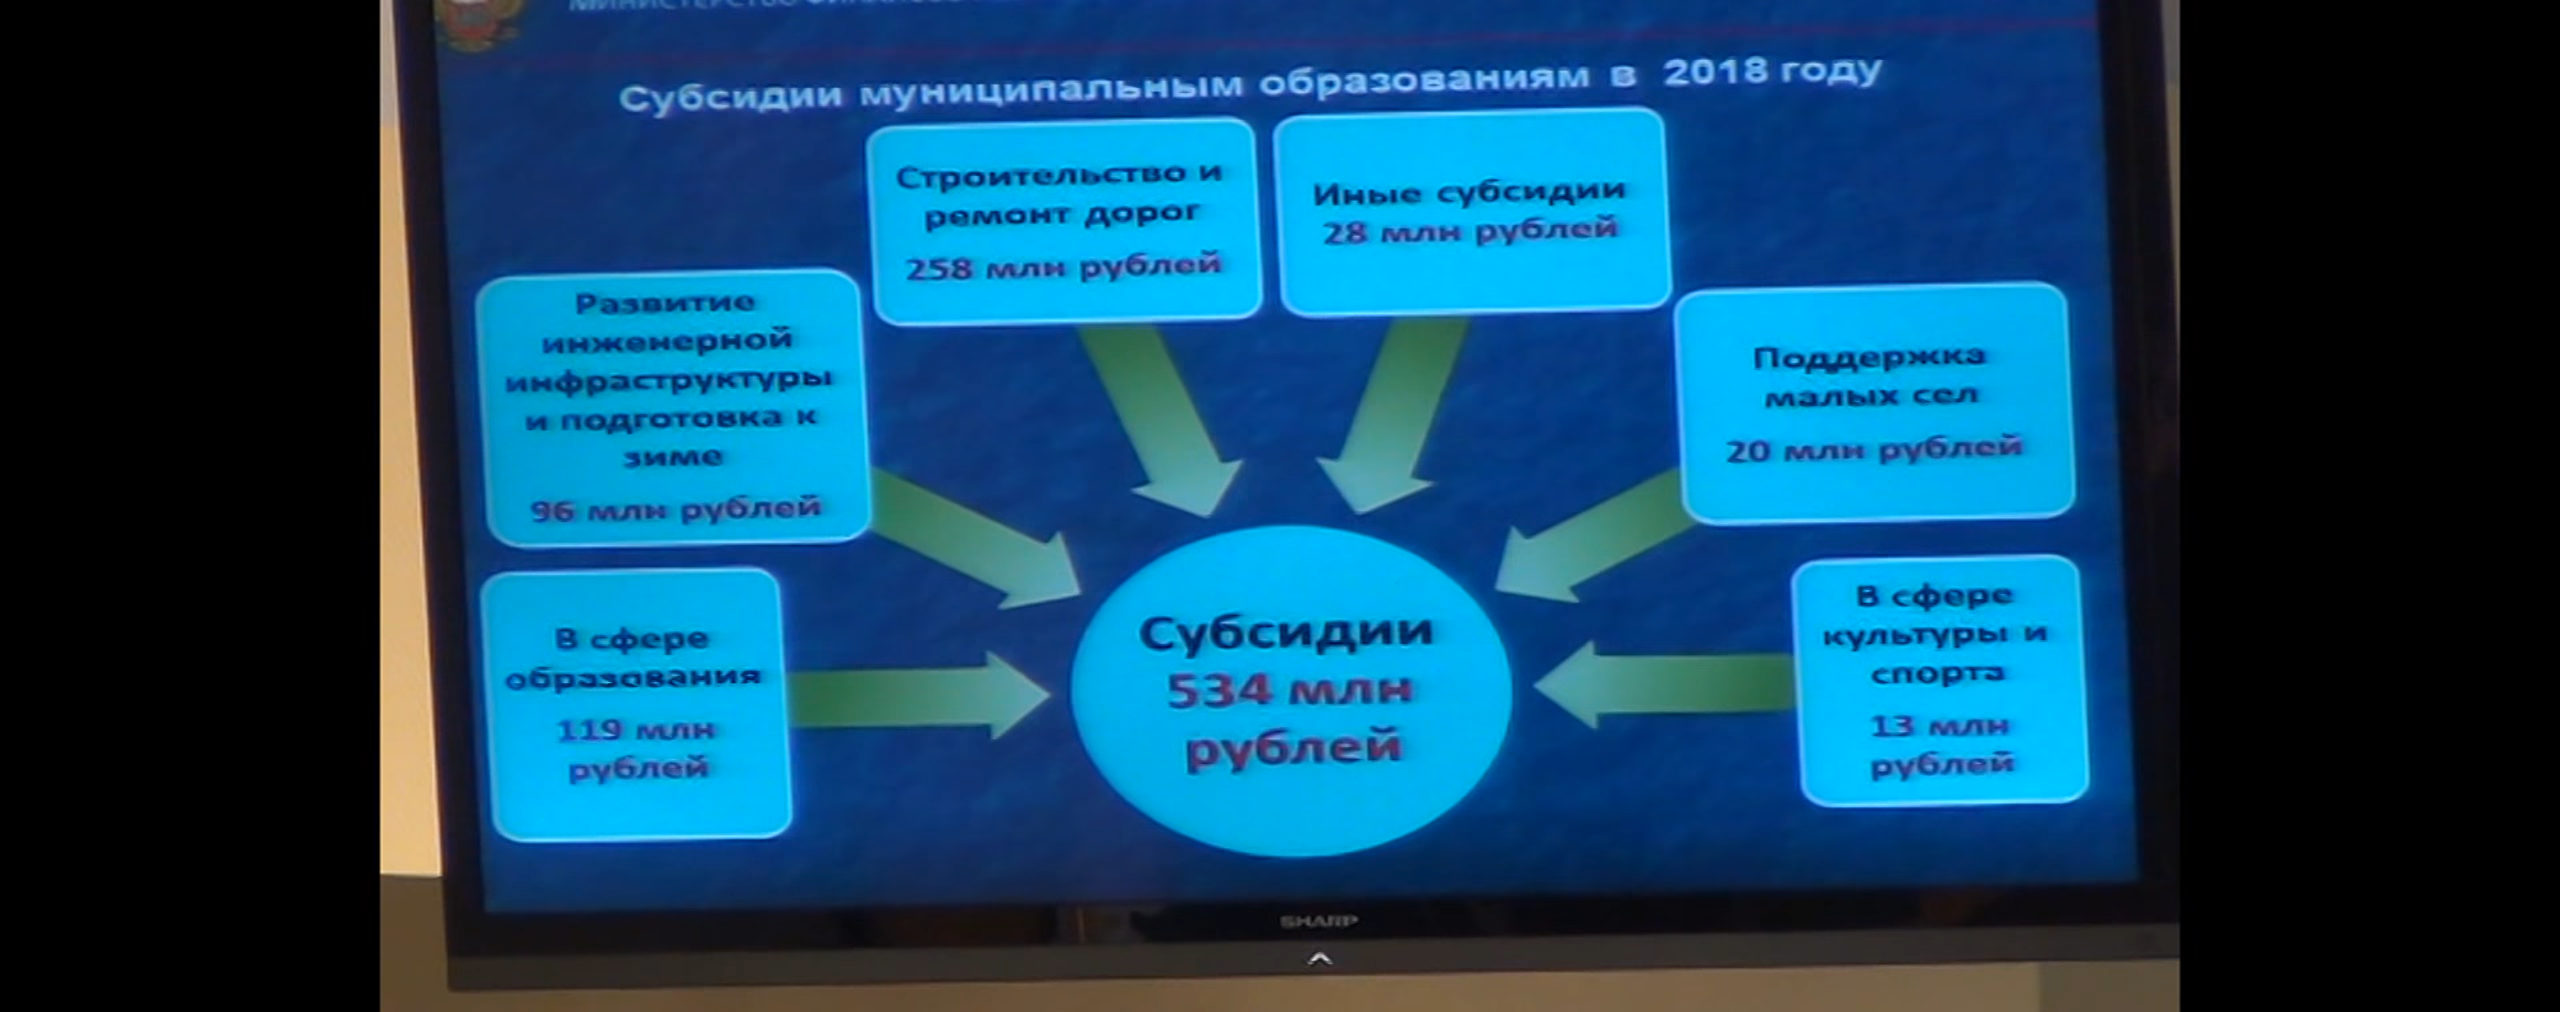 Субсидии муниципальным образованиям в 2018 году
Строительство и
ремонт дорог
258 млн рублей
Иные субсидии
28 млн рублей
Развитие
инженерной
инфраструктуры
и подготовка к
зиме
96 млн рублей
Поддержка
малых сел
20 млн рублей
В сфере
образования
119 млн
рублей
Субсидии
534 млн
рублей
В сфере
культуры и
спорта
13 млн
рублей
SHARP